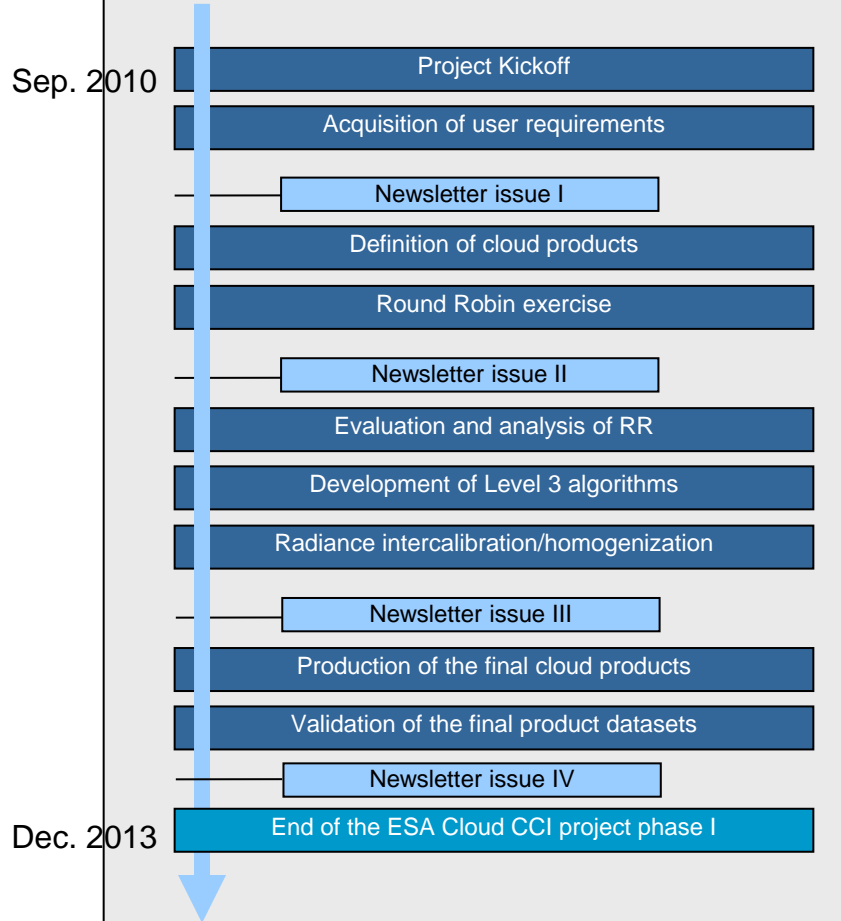 Sep. 2010
Project Kickoff
Acquisition of user requirements
Newsletter issue I
Definition of cloud products
Round Robin exercise
Newsletter issue II
Evaluation and analysis of RR
Development of Level 3 algorithms
Radiance intercalibration/homogenization
Newsletter issue III
Production of the final cloud products
Validation of the final product datasets
Newsletter issue IV
Dec. 2013
End of the ESA Cloud CCI project phase I